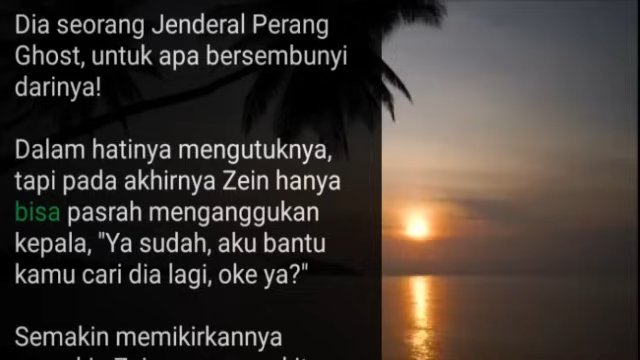 Dia seorang Jenderal Perang
Ghost, untuk apa bersembunyi
darinya!
Dalam hatinya mengutuknya,
tapi pada akhirnya Zein hanya
bisa pasrah menganggukan
kepala, "Ya sudah, aku bantu
kamu cari dia lagi, oke ya?"
Semakin memikirkannya